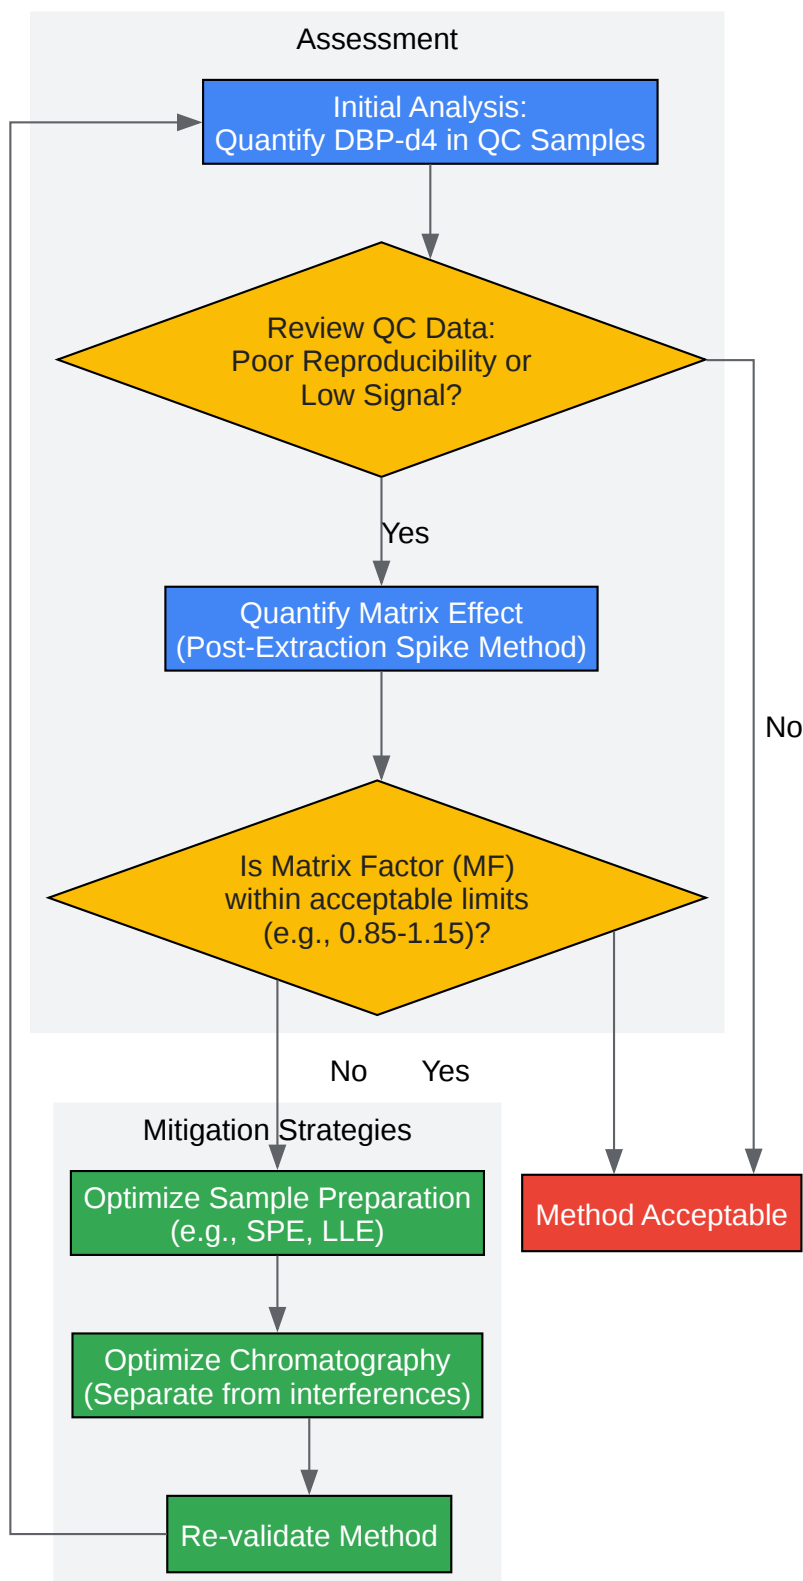 Assessment
Initial Analysis:
Quantify DBP-d4 in QC Samples
Review QC Data:
Poor Reproducibility or
Low Signal?
Yes
Quantify Matrix Effect
(Post-Extraction Spike Method)
No
Is Matrix Factor (MF)
within acceptable limits
(e.g., 0.85-1.15)?
No
Yes
Mitigation Strategies
Optimize Sample Preparation
(e.g., SPE, LLE)
Method Acceptable
Optimize Chromatography
(Separate from interferences)
Re-validate Method